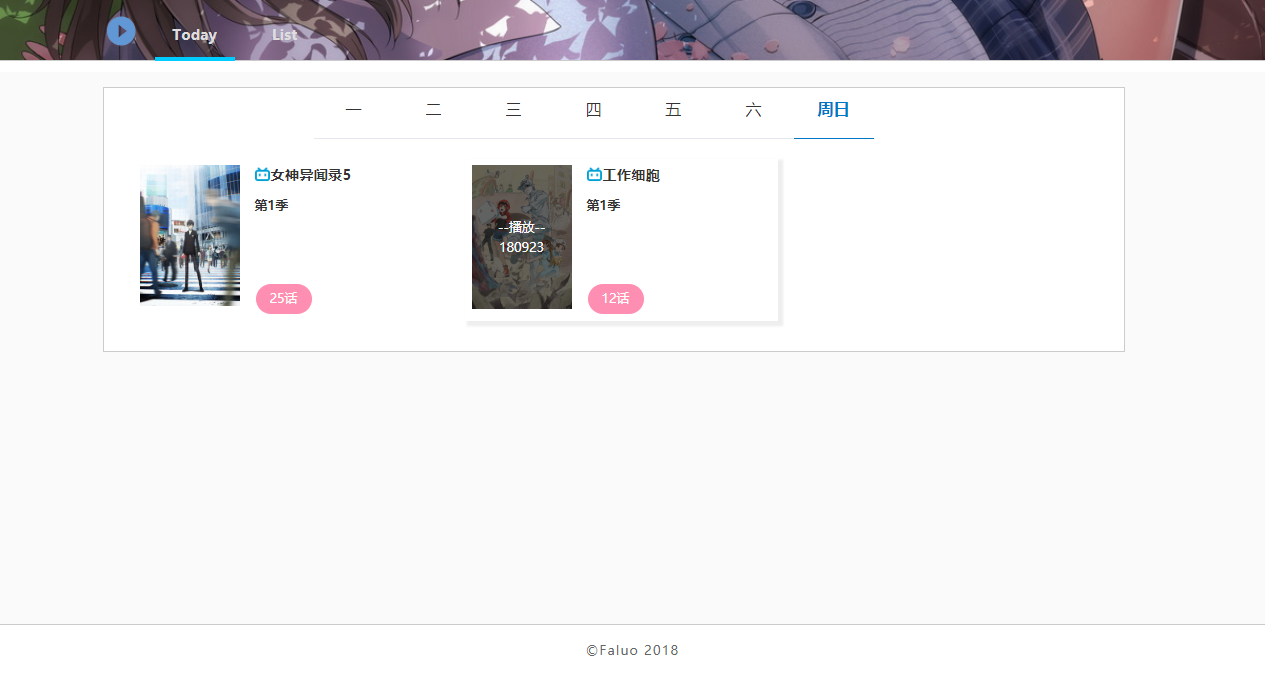 Today List
一 二 三 四 五 六 周日
女神异闻录5
第1季
25话
工作细胞
第1季
--播放--
180923
12话
©Faluo 2018